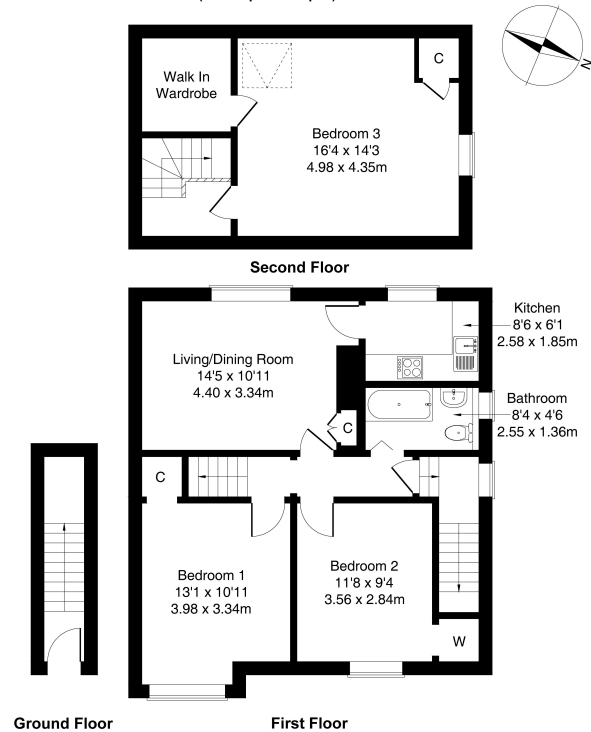 N
Walk In
Wardrobe
C
Bedroom 3
16'4 x 14'3
4.98 x 4.35m
Second Floor
Kitchen
8'6 x 6'1
2.58 x 1.85m
Living/Dining Room
14'5 x 10'11
4.40 x 3.34m
Bathroom
8'4 x 4'6
2.55 x 1.36m
C
C
Bedroom 1
13'1 x 10'11
3.98 x 3.34m
Bedroom 2
11'8 x 9'4
3.56 x 2.84m
W
Ground Floor
First Floor